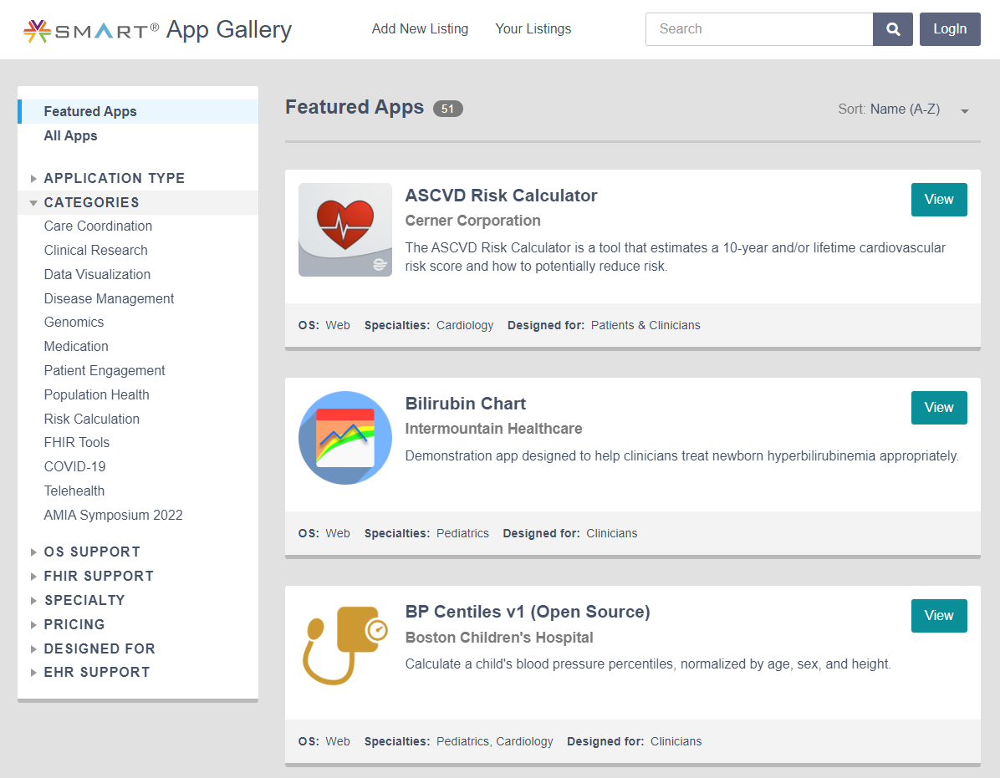 SMART® App Gallery
Add New Listing
Your Listings
Search
LogIn
Featured Apps
All Apps
APPLICATION TYPE
CATEGORIES
Care Coordination
Clinical Research
Data Visualization
Disease Management
Genomics
Medication
Patient Engagement
Population Health
Risk Calculation
FHIR Tools
COVID-19
Telehealth
AMIA Symposium 2022
OS SUPPORT
FHIR SUPPORT
SPECIALTY
PRICING
DESIGNED FOR
EHR SUPPORT
Featured Apps 51
Sort: Name (A-Z)
ASCVD Risk Calculator
View
Cerner Corporation
The ASCVD Risk Calculator is a tool that estimates a 10-year and/or lifetime cardiovascular
risk score and how to potentially reduce risk.
OS: Web Specialties: Cardiology Designed for: Patients & Clinicians
Bilirubin Chart
View
Intermountain Healthcare
Demonstration app designed to help clinicians treat newborn hyperbilirubinemia appropriately.
OS: Web Specialties: Pediatrics Designed for: Clinicians
BP Centiles v1 (Open Source)
View
Boston Children's Hospital
Calculate a child's blood pressure percentiles, normalized by age, sex, and height.
OS: Web Specialties: Pediatrics, Cardiology Designed for: Clinicians